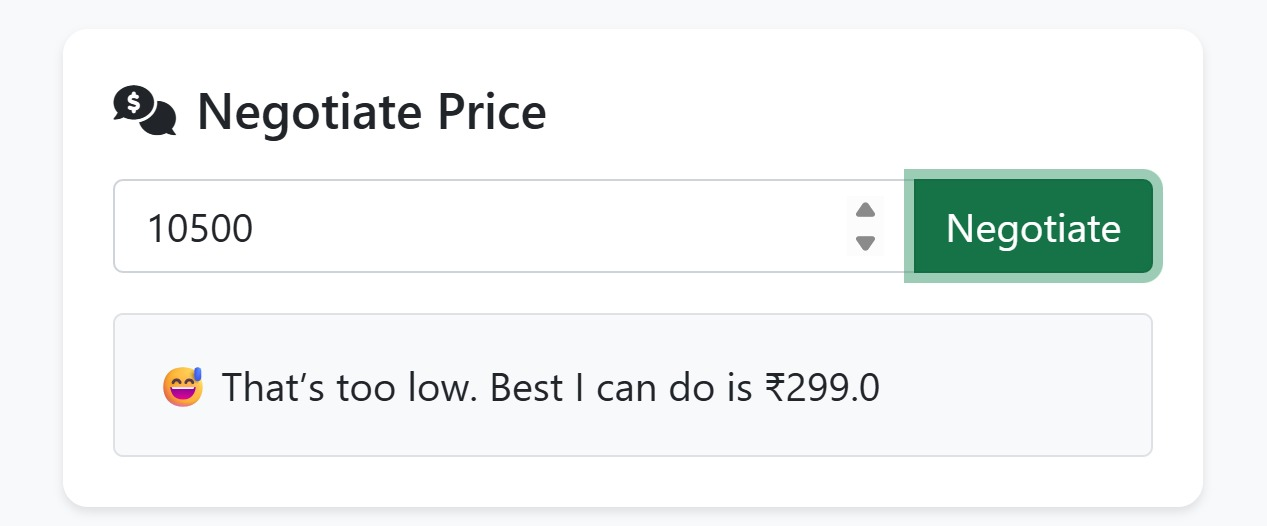 Negotiate Price
10500
Negotiate
😅 That’s too low. Best I can do is ₹299.0